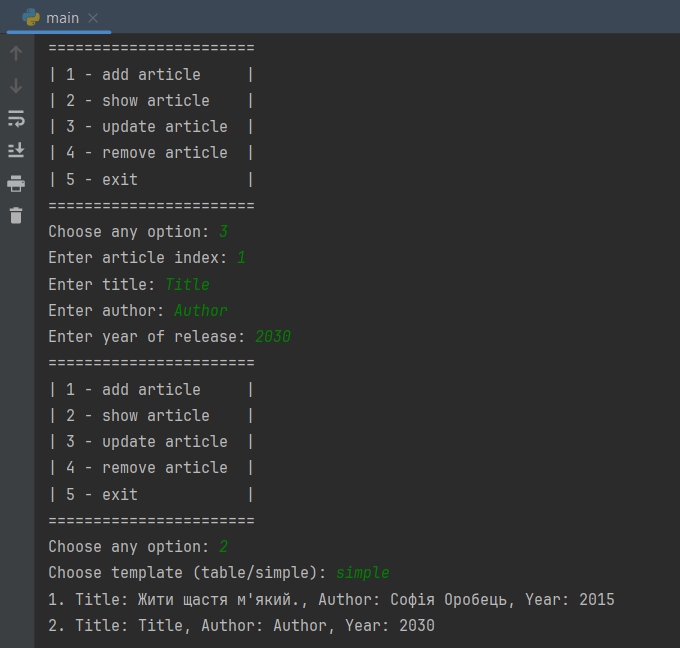 main
=======================
| 1 - add article     |
| 2 - show article    |
| 3 - update article  |
| 4 - remove article  |
| 5 - exit            |
=======================
Choose any option: 3
Enter article index: 1
Enter title: Title
Enter author: Author
Enter year of release: 2030
=======================
| 1 - add article     |
| 2 - show article    |
| 3 - update article  |
| 4 - remove article  |
| 5 - exit            |
=======================
Choose any option: 2
Choose template (table/simple): simple
1. Title: Жити щастя м'який., Author: Софія Оробець, Year: 2015
2. Title: Title, Author: Author, Year: 2030